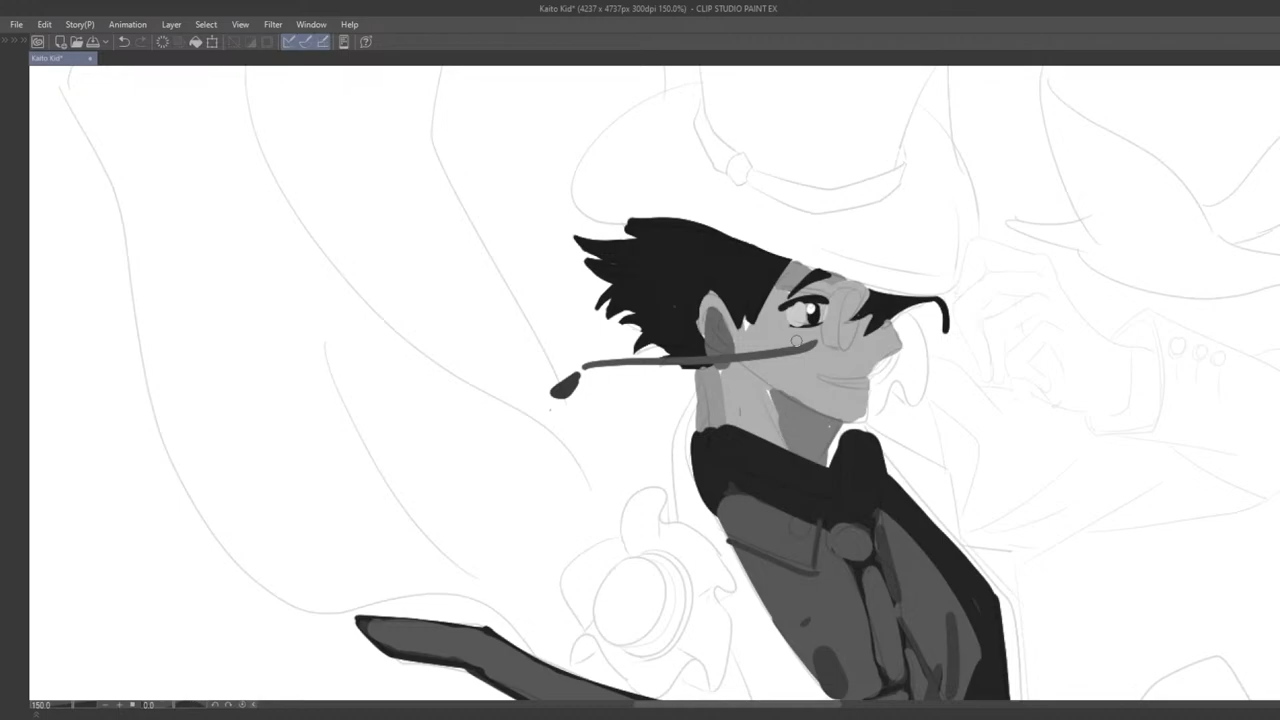 Kaito Kid* (4237 x 4737px 300dpi 150.0%) - CLIP STUDIO PAINT EX
File Edit Story(P) Animation Layer Select View Filter Window Help
Kaito Kid*
150.0 0.0